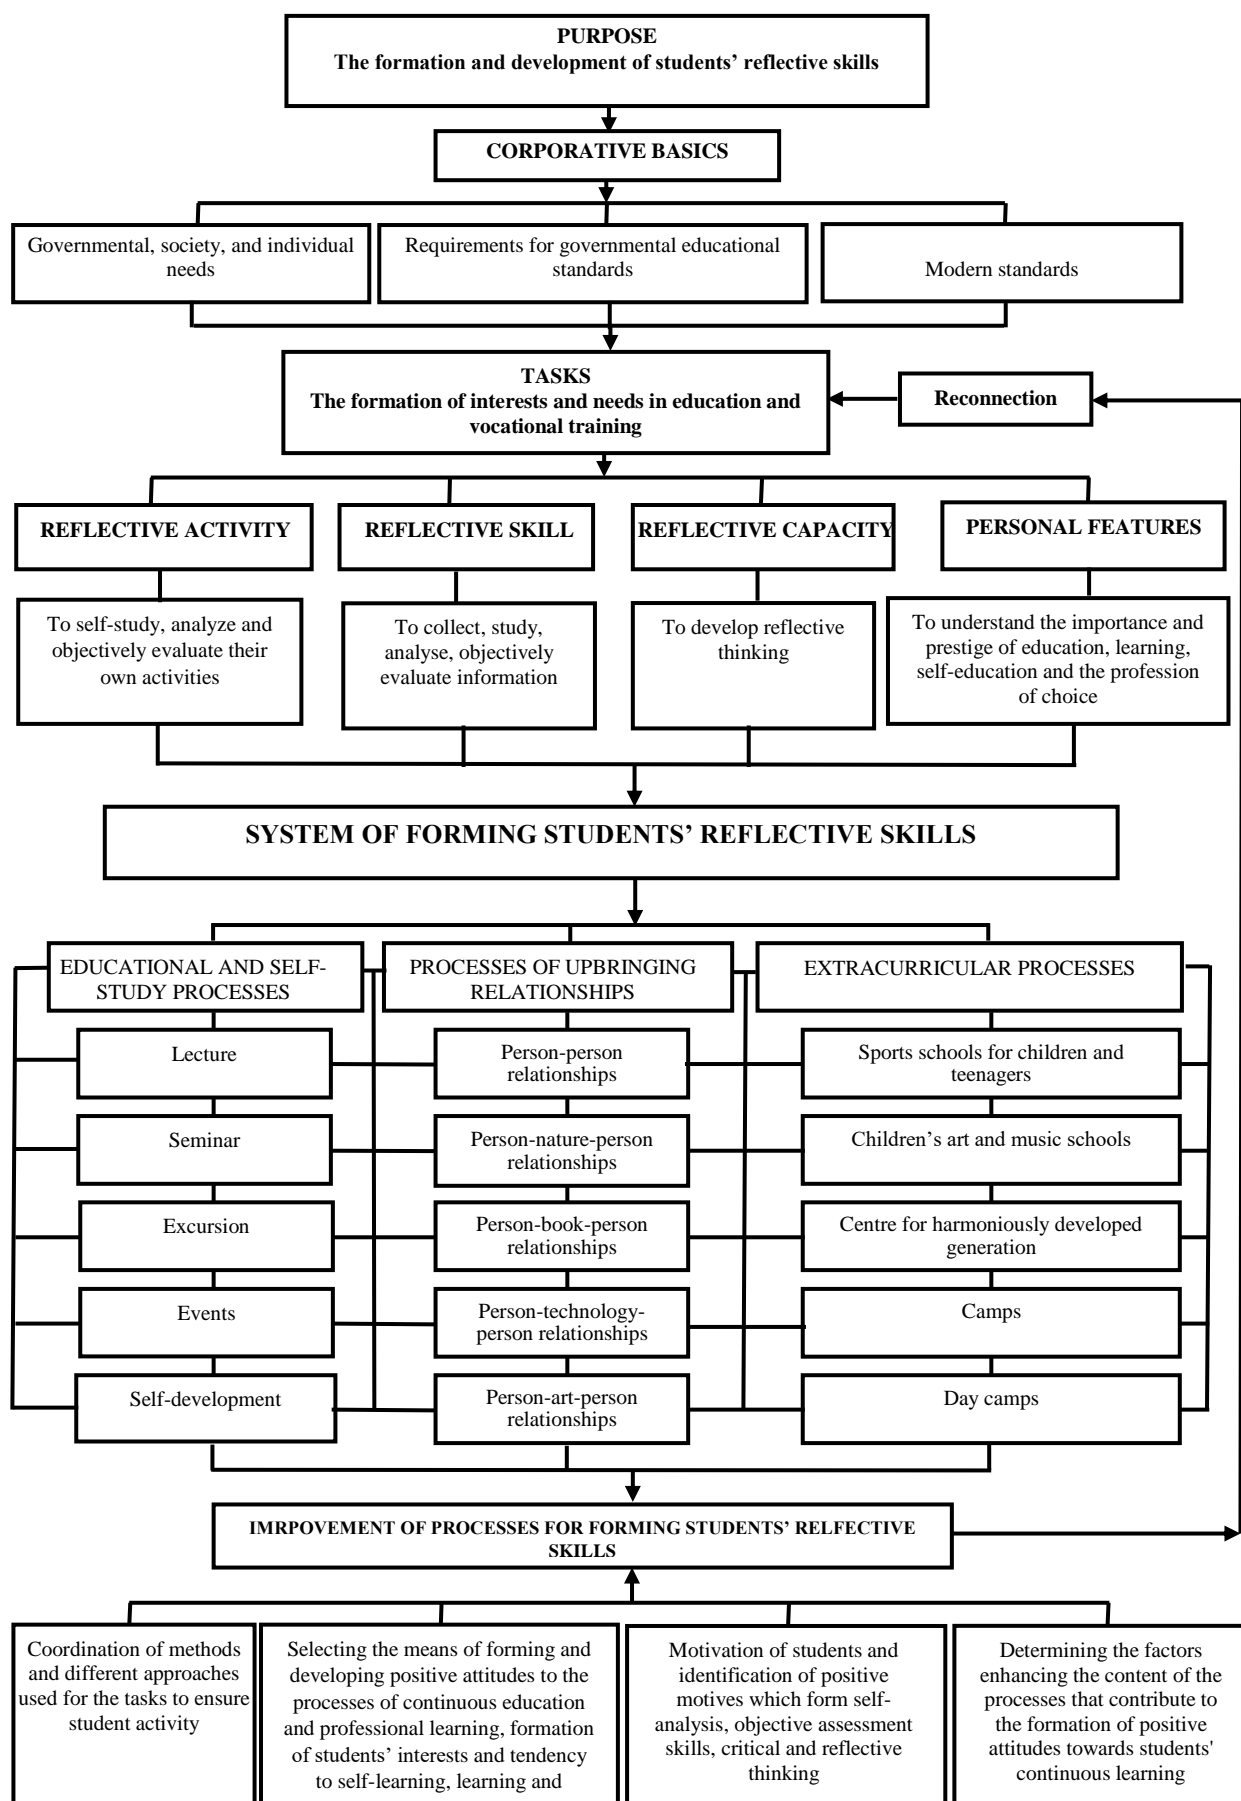 PURPOSE
The formation and development of students’ reflective skills
CORPORATIVE BASICS
Governmental, society, and individual
needs
Requirements for governmental educational
standards
Modern standards
TASKS
The formation of interests and needs in education and
vocational training
Reconnection
REFLECTIVE ACTIVITY
REFLECTIVE SKILL
REFLECTIVE CAPACITY
PERSONAL FEATURES
To self-study, analyze and
objectively evaluate their
own activities
To collect, study,
analyse, objectively
evaluate information
To develop reflective
thinking
To understand the importance and
prestige of education, learning,
self-education and the profession
of choice
SYSTEM OF FORMING STUDENTS’ REFLECTIVE SKILLS
EDUCATIONAL AND SELF-
STUDY PROCESSES
PROCESSES OF UPBRINGING
RELATIONSHIPS
EXTRACURRICULAR PROCESSES
Lecture
Person-person
relationships
Sports schools for children and
teenagers
Seminar
Person-nature-person
relationships
Children’s art and music schools
Excursion
Person-book-person
relationships
Centre for harmoniously developed
generation
Events
Person-technology-
person relationships
Camps
Self-development
Person-art-person
relationships
Day camps
IMRPOVEMENT OF PROCESSES FOR FORMING STUDENTS’ RELFECTIVE
SKILLS
Coordination of methods
and different approaches
used for the tasks to ensure
student activity
Selecting the means of forming and
developing positive attitudes to the
processes of continuous education
and professional learning, formation
of students’ interests and tendency
to self-learning, learning and
Motivation of students and
identification of positive
motives which form self-
analysis, objective assessment
skills, critical and reflective
thinking
Determining the factors
enhancing the content of the
processes that contribute to
the formation of positive
attitudes towards students'
continuous learning